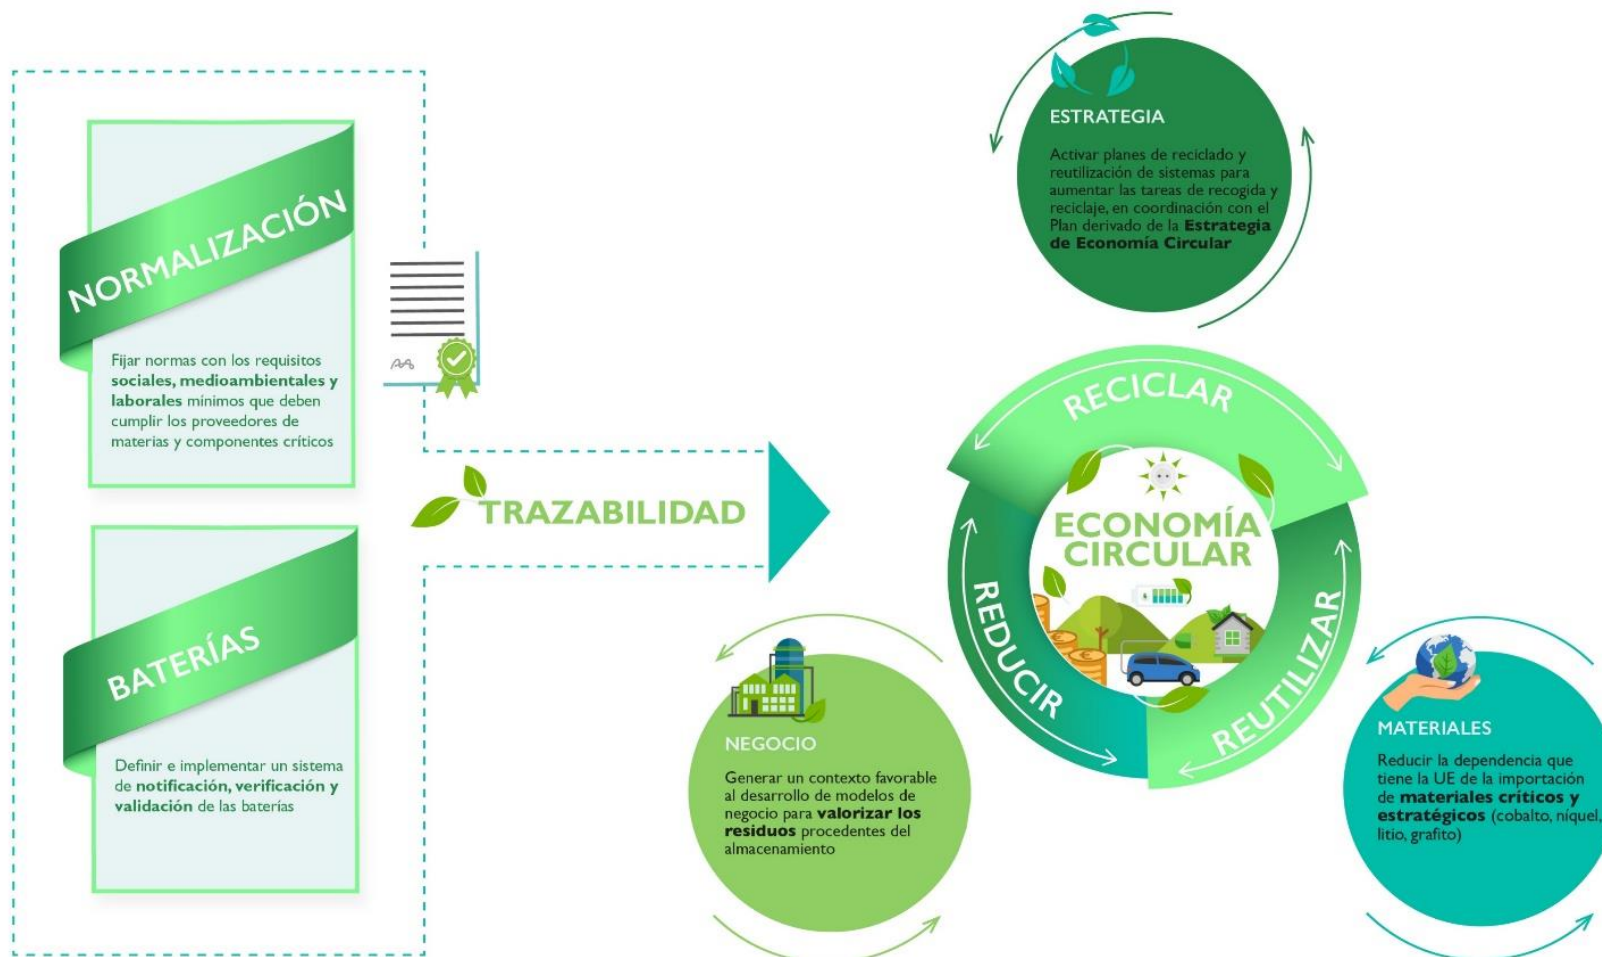 NORMALIZACIÓN
Fijar normas con los requisitos
sociales, medioambientales y
laborales mínimos que deben
cumplir los proveedores de
materias y componentes críticos
BATERÍAS
Definir e implementar un sistema
de notificación, verificación y
validación de las baterías
TRAZABILIDAD
ESTRATEGIA
Activar planes de reciclado y
reutilización de sistemas para
aumentar las tareas de recogida y
reciclaje, en coordinación con el
Plan derivado de la Estrategia
de Economía Circular
RECICLAR
REDUCIR
REUTILIZAR
ECONOMÍA
CIRCULAR
NEGOCIO
Generar un contexto favorable
al desarrollo de modelos de
negocio para valorizar los
residuos procedentes del
almacenamiento
MATERIALES
Reducir la dependencia que
tiene la UE de la importación
de materiales críticos y
estratégicos (cobalto, níquel,
litio, grafito)